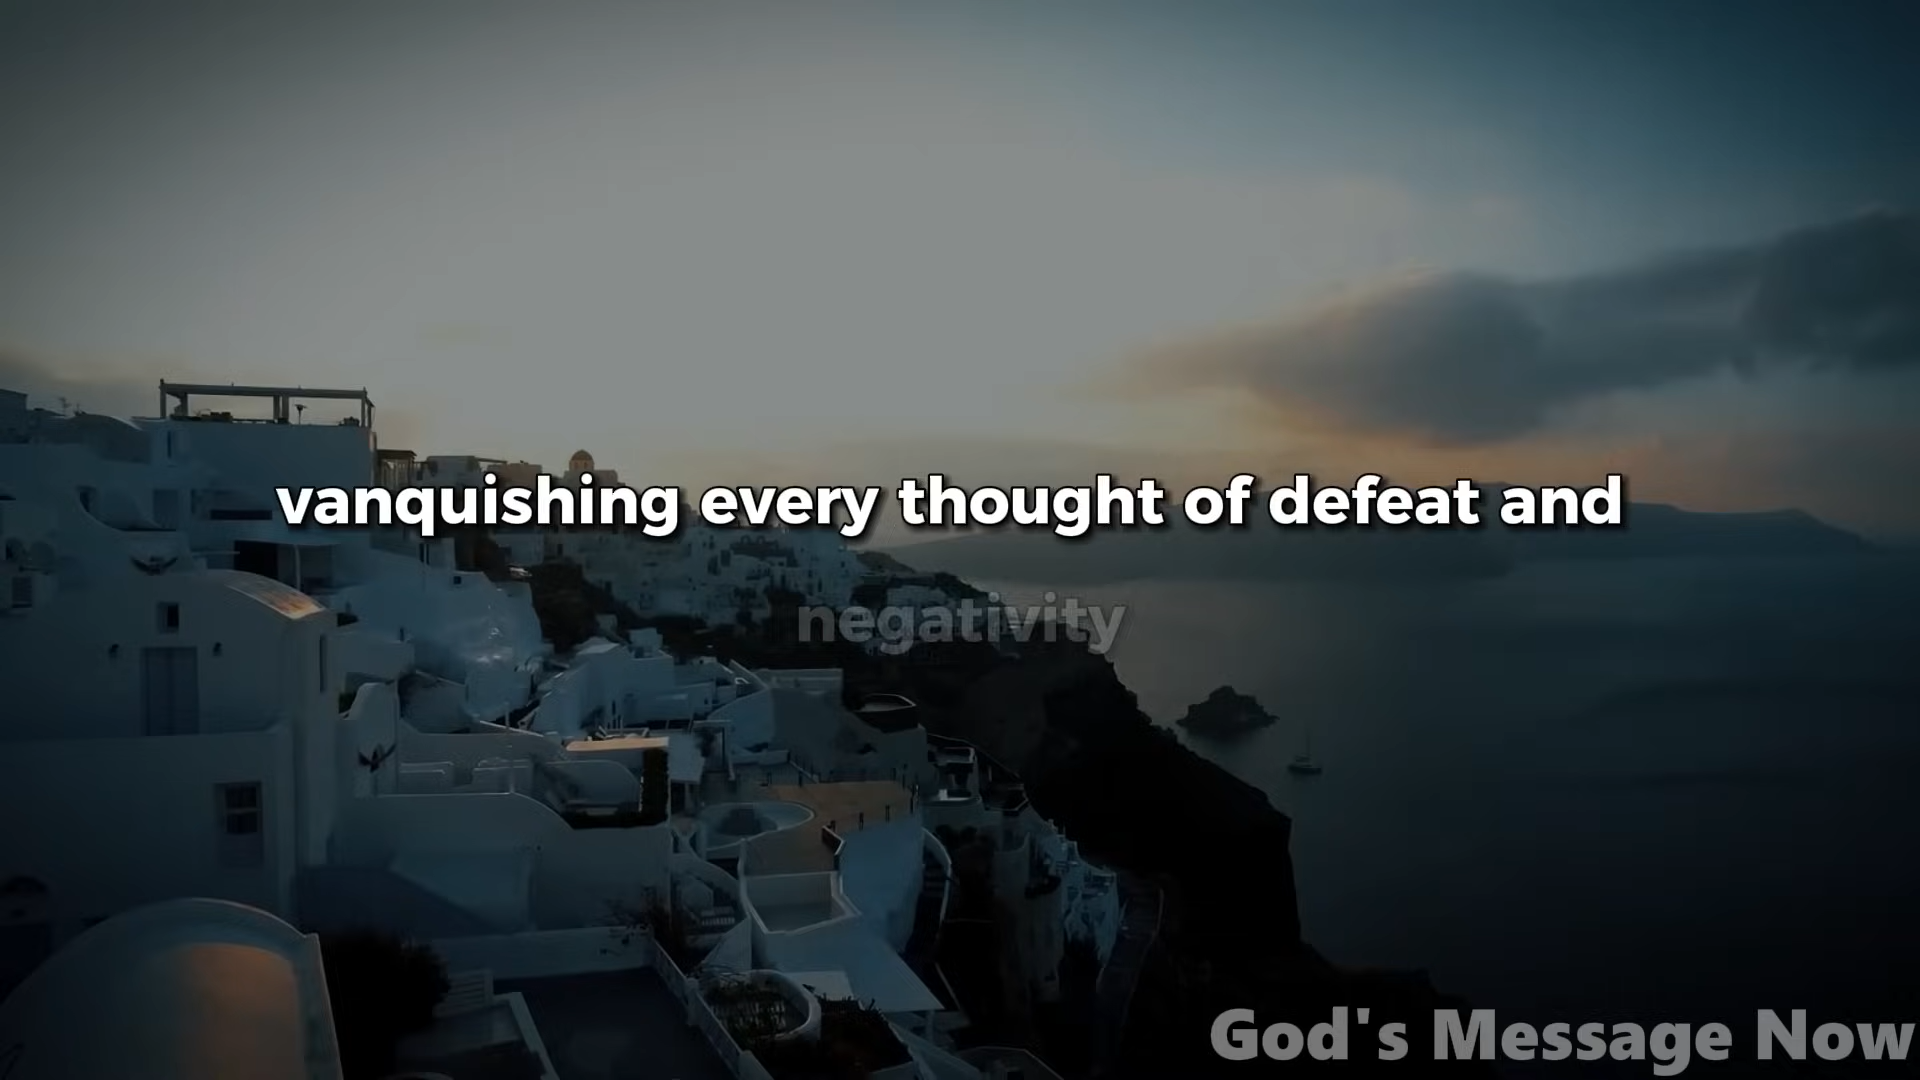 vanquishing every thought of defeat and
negativity
God's Message Now